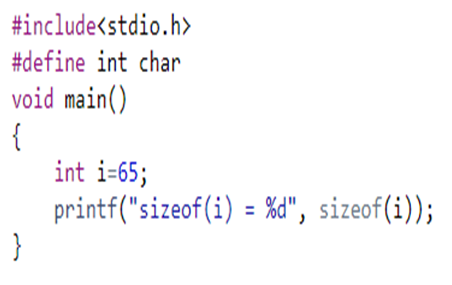 #include<stdio.h>
#define int char
void main()
{
    int i=65;
    printf("sizeof(i) = %d", sizeof(i));
}